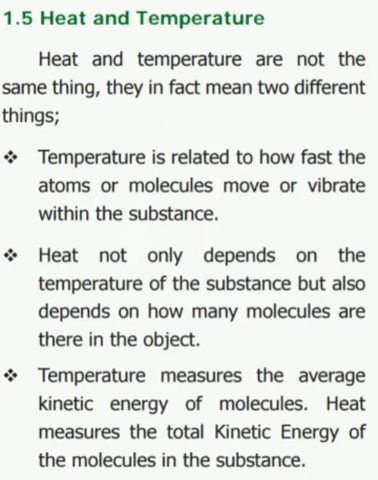 1.5 Heat and Temperature
Heat and temperature are not the
same thing, they in fact mean two different
things;
❖ Temperature is related to how fast the
atoms or molecules move or vibrate
within the substance.
❖ Heat not only depends on the
temperature of the substance but also
depends on how many molecules are
there in the object.
❖ Temperature measures the average
kinetic energy of molecules. Heat
measures the total Kinetic Energy of
the molecules in the substance.